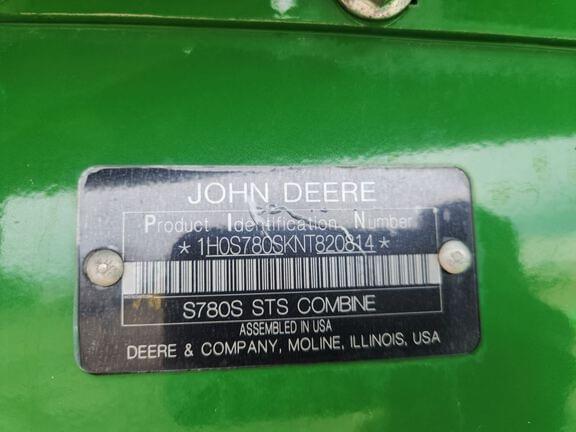 JOHN DEERE
Product Identification Number
*1H0S780SKNT820814*
S780S STS COMBINE
ASSEMBLED IN USA
DEERE & COMPANY, MOLINE, ILLINOIS, USA